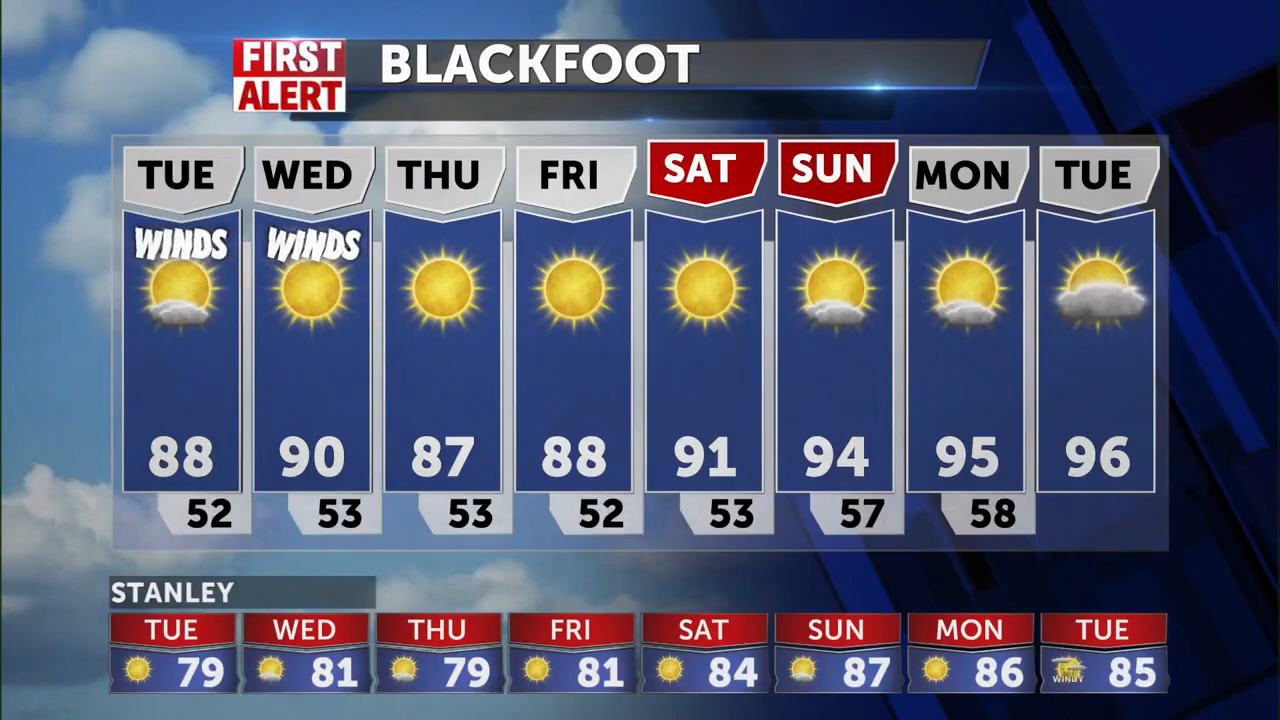 FIRST
ALERT
BLACKFOOT
TUE WED THU FRI SAT SUN MON TUE
WINDS WINDS
88 90 87 88 91 94 95 96
52 53 53 52 53 57 58
STANLEY
TUE WED THU FRI SAT SUN MON TUE
79 81 79 81 84 87 86 85
WINDY